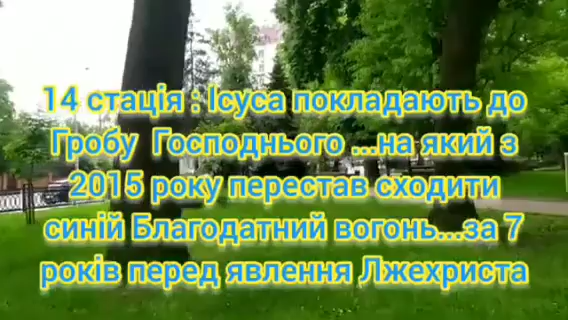 14 стація : Ісуса покладають до
Гробу Господнього ...на який з
2015 року перестав сходити
синій Благодатний вогонь...за 7
років перед явлення Лжехриста